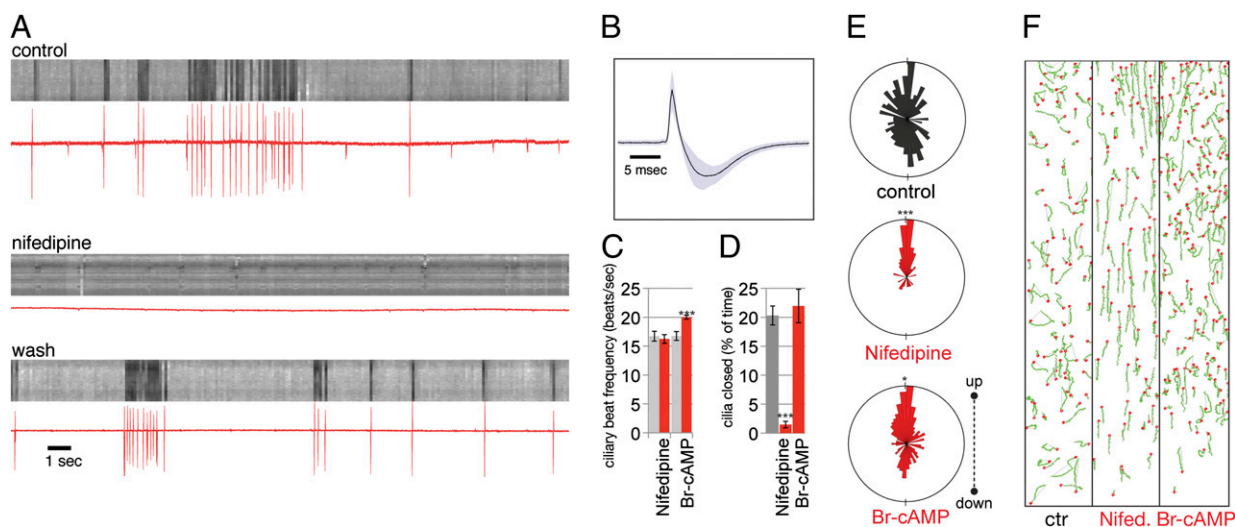 A
control
nifedipine
wash
1 sec
B
5 msec
C
ciliary beat frequency (beats/sec)
25
20
15
10
5
0
***
Nifedipine
Br-cAMP
D
cilia closed (% of time)
25
20
15
10
5
0
***
Nifedipine
Br-cAMP
E
control
***
Nifedipine
*
Br-cAMP
up
down
F
ctr
Nifed.
Br-cAMP